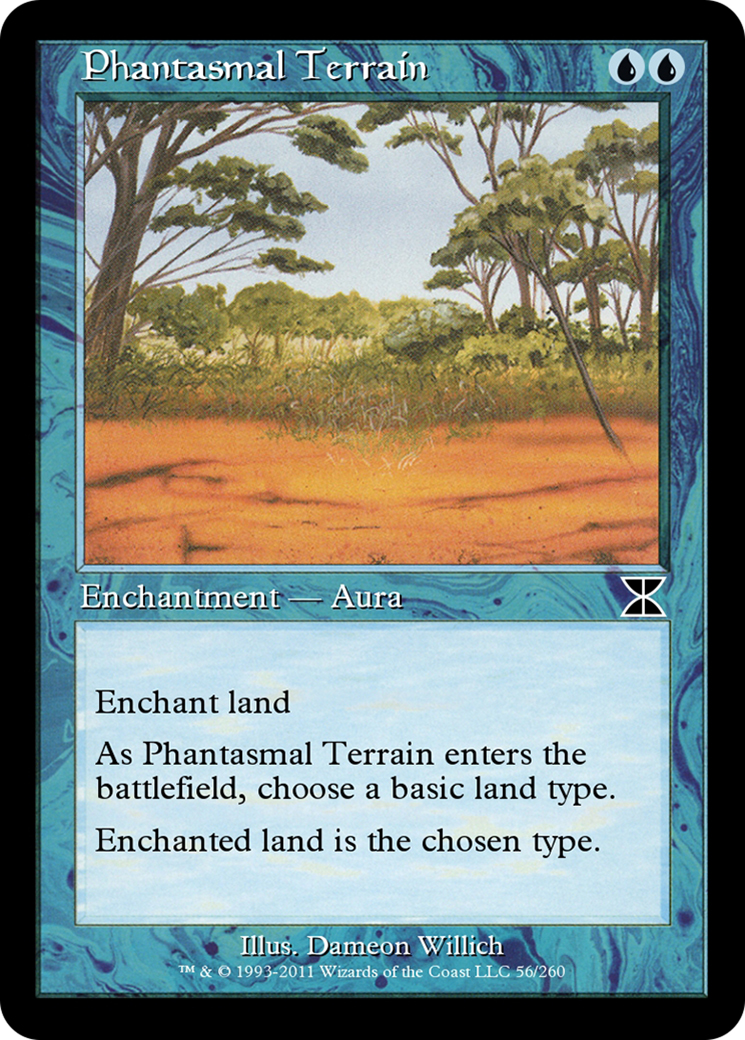 Phantasmal Terrain
Enchantment — Aura
Enchant land
As Phantasmal Terrain enters the
battlefield, choose a basic land type.
Enchanted land is the chosen type.
Illus. Dameon Willich
™ & © 1993-2011 Wizards of the Coast LLC 56/260